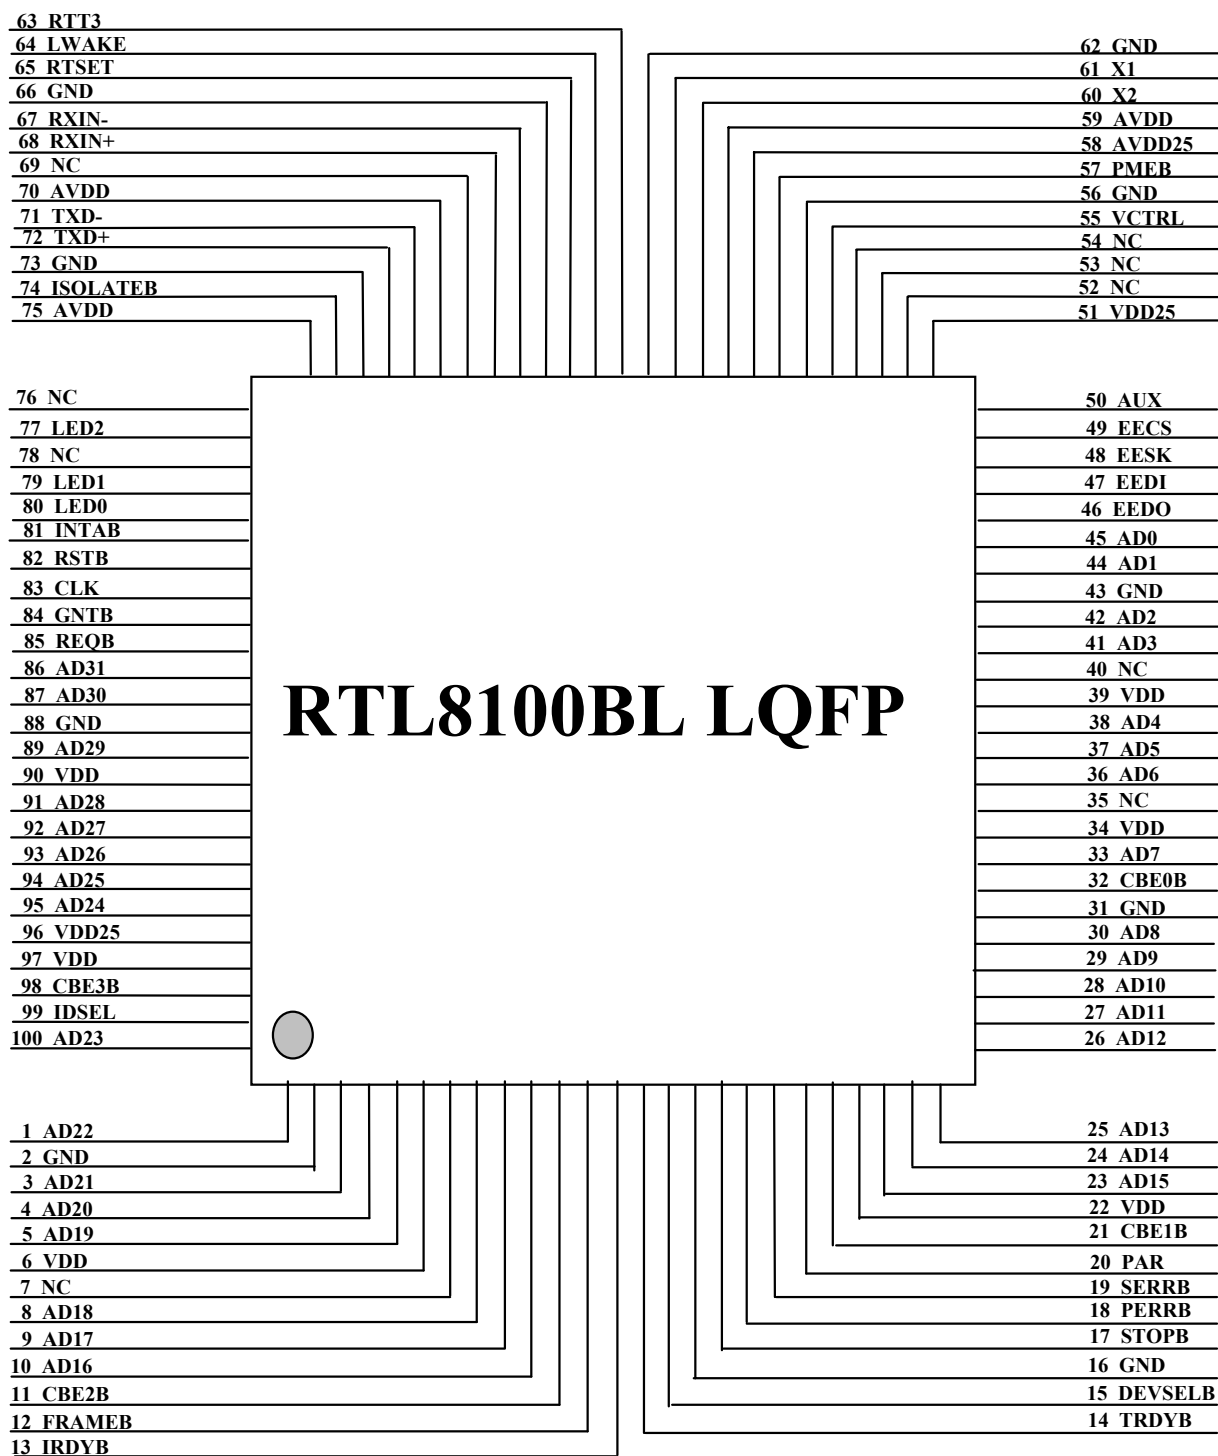 63 RTT3
64 LWAKE
65 RTSET
66 GND
67 RXIN-
68 RXIN+
69 NC
70 AVDD
71 TXD-
72 TXD+
73 GND
74 ISOLATEB
75 AVDD
62 GND
61 X1
60 X2
59 AVDD
58 AVDD25
57 PMEB
56 GND
55 VCTRL
54 NC
53 NC
52 NC
51 VDD25
76 NC
77 LED2
78 NC
79 LED1
80 LED0
81 INTAB
82 RSTB
83 CLK
84 GNTB
85 REQB
86 AD31
87 AD30
88 GND
89 AD29
90 VDD
91 AD28
92 AD27
93 AD26
94 AD25
95 AD24
96 VDD25
97 VDD
98 CBE3B
99 IDSEL
100 AD23
RTL8100BL LQFP
50 AUX
49 EECS
48 EESK
47 EEDI
46 EEDO
45 AD0
44 AD1
43 GND
42 AD2
41 AD3
40 NC
39 VDD
38 AD4
37 AD5
36 AD6
35 NC
34 VDD
33 AD7
32 CBE0B
31 GND
30 AD8
29 AD9
28 AD10
27 AD11
26 AD12
1 AD22
2 GND
3 AD21
4 AD20
5 AD19
6 VDD
7 NC
8 AD18
9 AD17
10 AD16
11 CBE2B
12 FRAMEB
13 IRDYB
25 AD13
24 AD14
23 AD15
22 VDD
21 CBE1B
20 PAR
19 SERRB
18 PERRB
17 STOPB
16 GND
15 DEVSELB
14 TRDYB